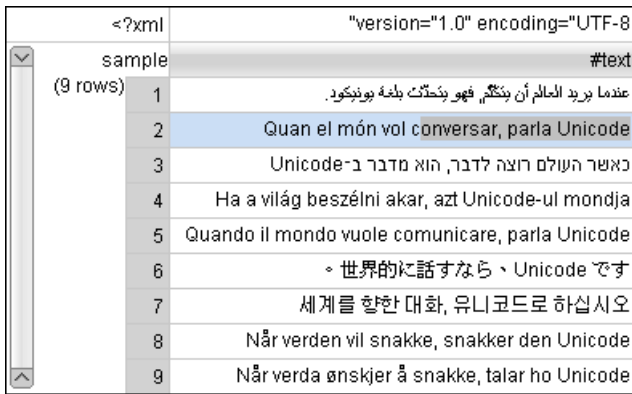 <?xml "version="1.0" encoding="UTF-8
sample #text
(9 rows)
1 عندما يريد العالم أن يتكلّم, فهو يتحدّث بلغة يونيكود.
2 Quan el món vol conversar, parla Unicode
3 כאשר העולם רוצה לדבר, הוא מדבר ב־Unicode
4 Ha a világ beszélni akar, azt Unicode-ul mondja
5 Quando il mondo vuole comunicare, parla Unicode
6 世界的に話すなら、Unicode です。
7 세계를 향한 대화, 유니코드로 하십시오
8 Når verden vil snakke, snakker den Unicode
9 Når verda ønskjer å snakke, talar ho Unicode